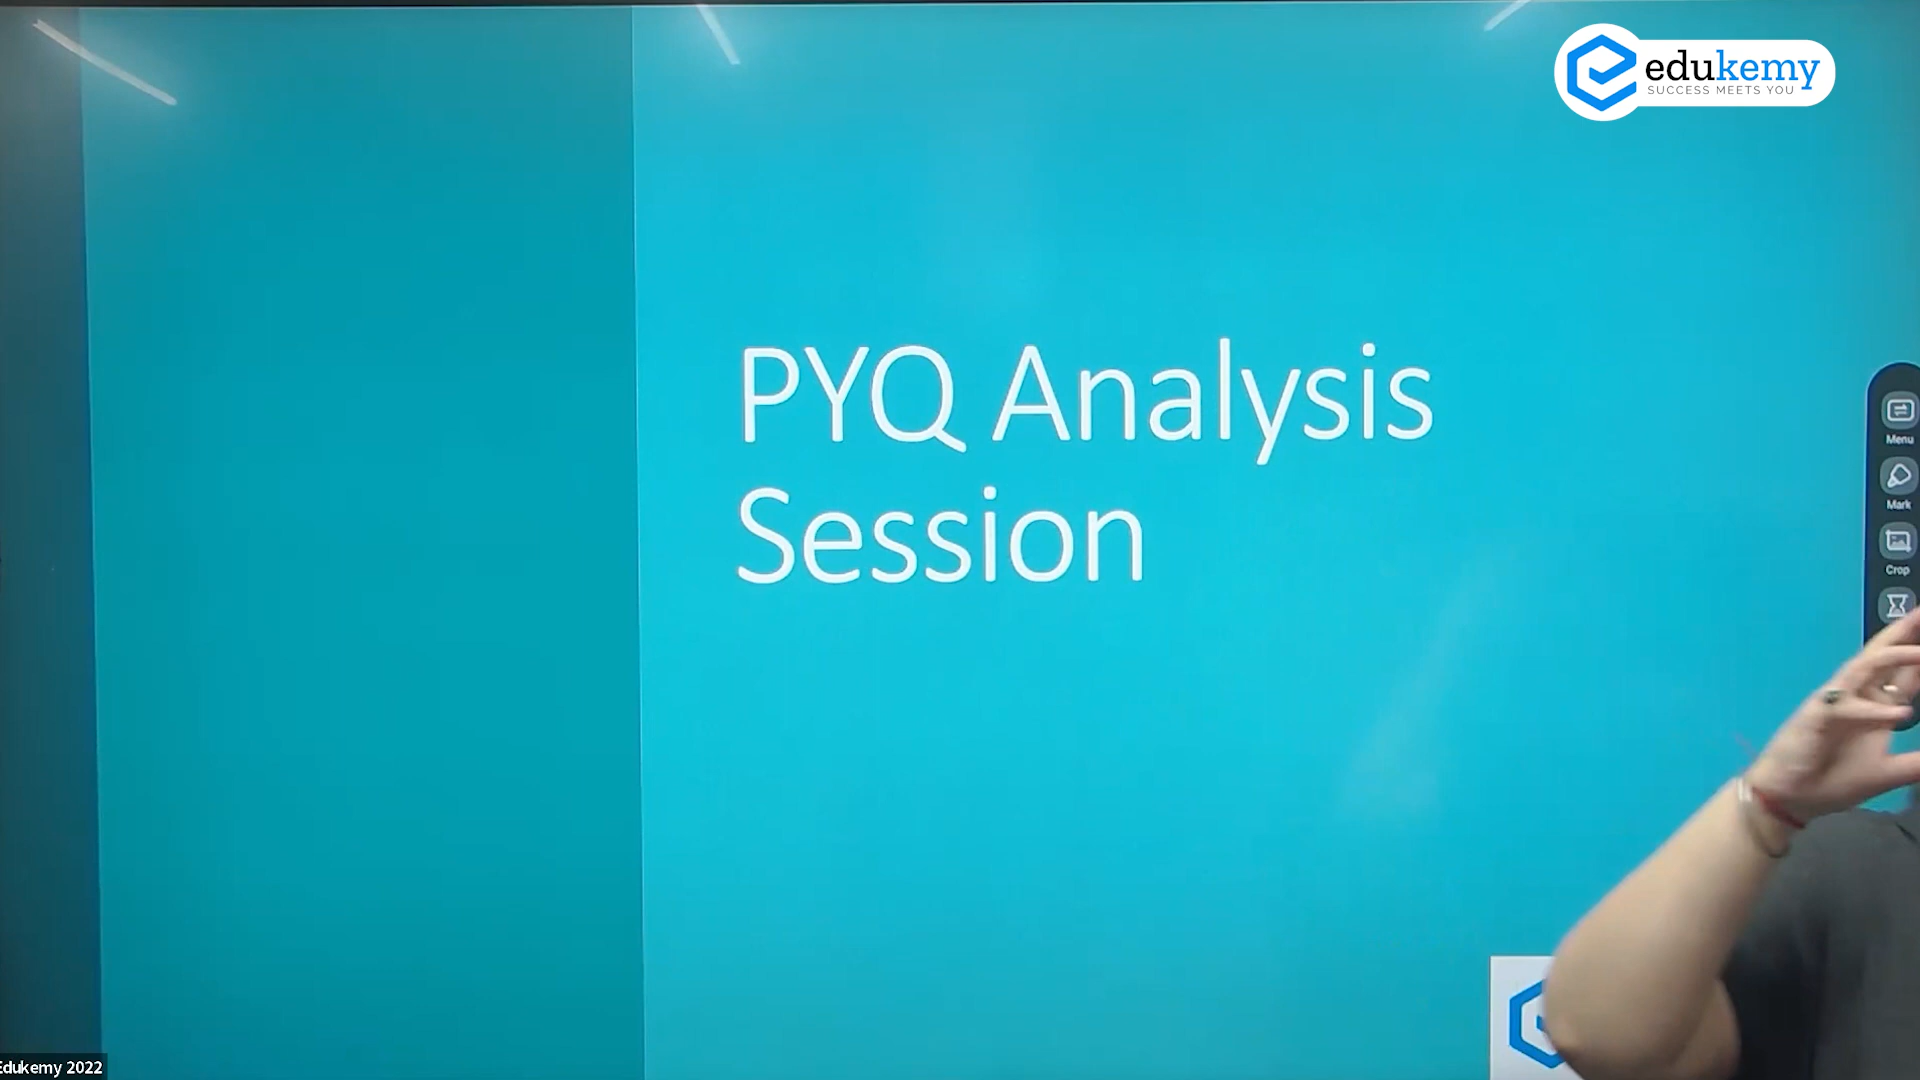 edukemy
SUCCESS MEETS YOU
PYQ Analysis
Session
Menu
Mark
Crop
Edukemy 2022